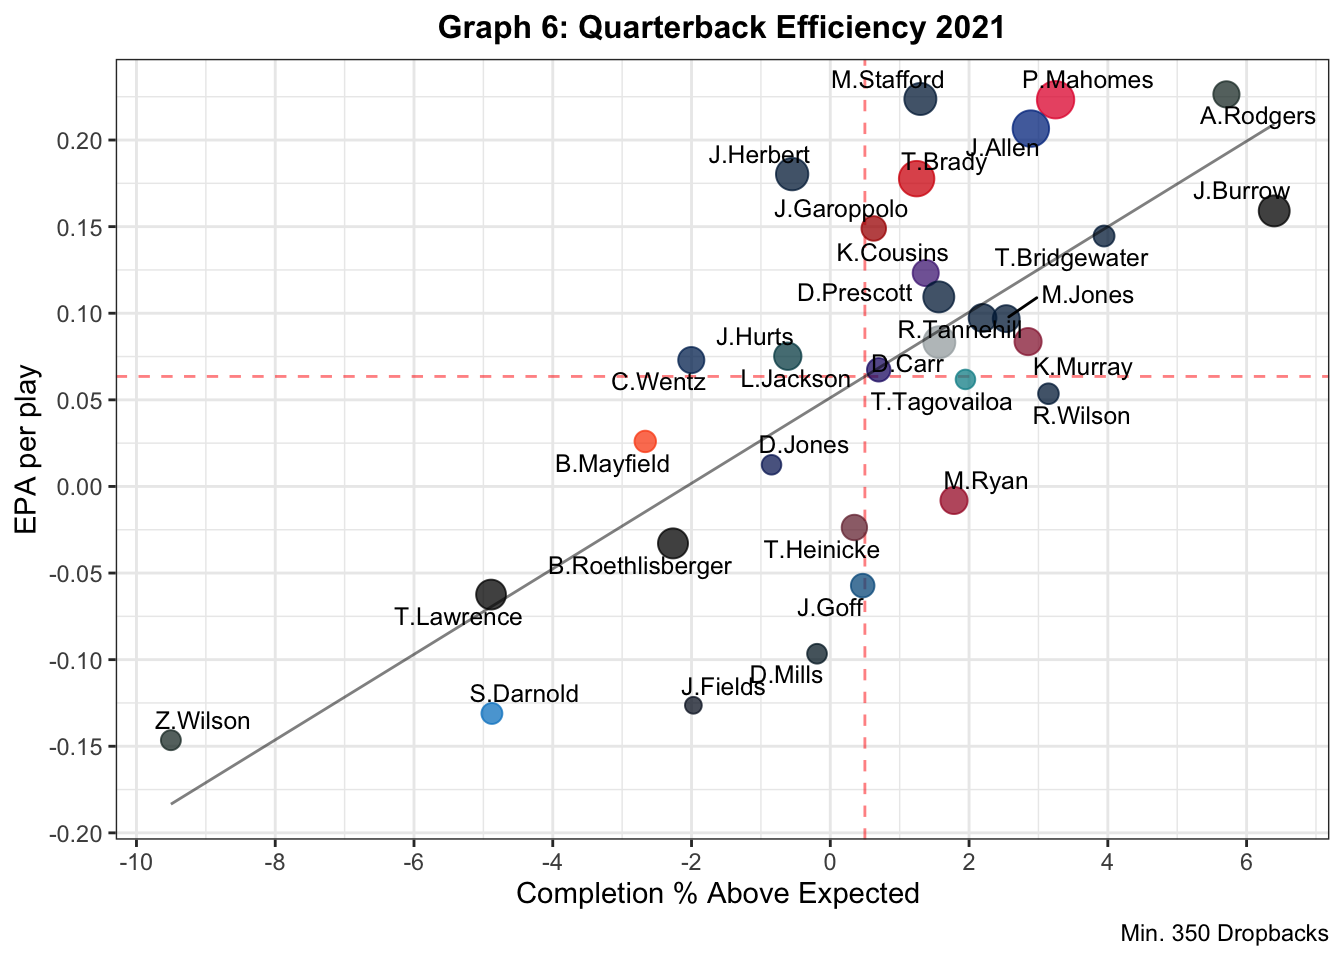 Graph 6: Quarterback Efficiency 2021
M.Stafford
P.Mahomes
A.Rodgers
J.Allen
J.Herbert
T.Brady
J.Burrow
J.Garoppolo
K.Cousins
T.Bridgewater
D.Prescott
M.Jones
R.Tannehill
J.Hurts
D.Carr
K.Murray
C.Wentz
L.Jackson
T.Tagovailoa
R.Wilson
D.Jones
B.Mayfield
M.Ryan
T.Heinicke
B.Roethlisberger
J.Goff
T.Lawrence
D.Mills
J.Fields
S.Darnold
Z.Wilson
0.20
0.15
0.10
0.05
0.00
-0.05
-0.10
-0.15
-0.20
EPA per play
-10 -8 -6 -4 -2 0 2 4 6
Completion % Above Expected
Min. 350 Dropbacks